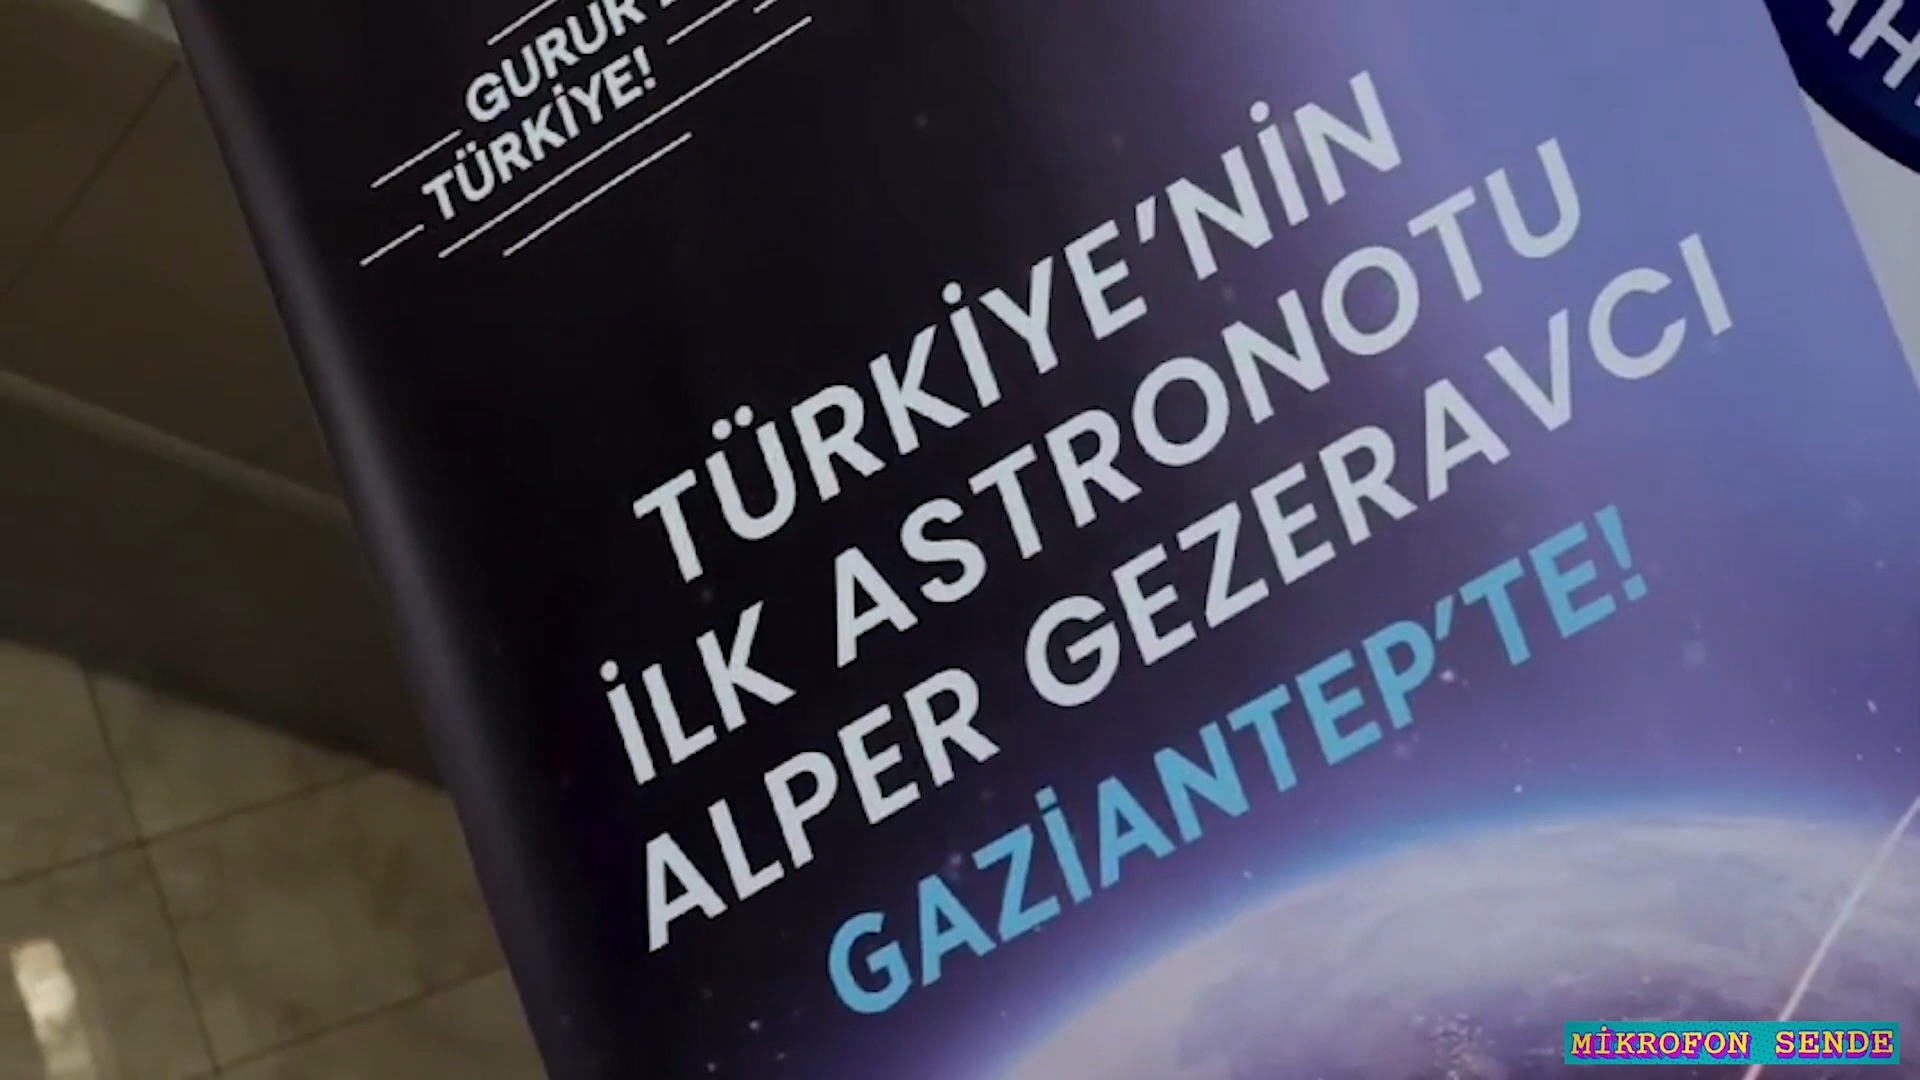 GURUR
TÜRKİYE!
TÜRKİYE'NİN
İLK ASTRONOTU
ALPER GEZERAVCI
GAZİANTEP'TE!
MİKROFON SENDE